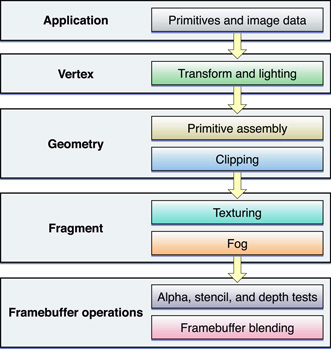 Application
Primitives and image data
Vertex
Transform and lighting
Geometry
Primitive assembly
Clipping
Fragment
Texturing
Fog
Framebuffer operations
Alpha, stencil, and depth tests
Framebuffer blending